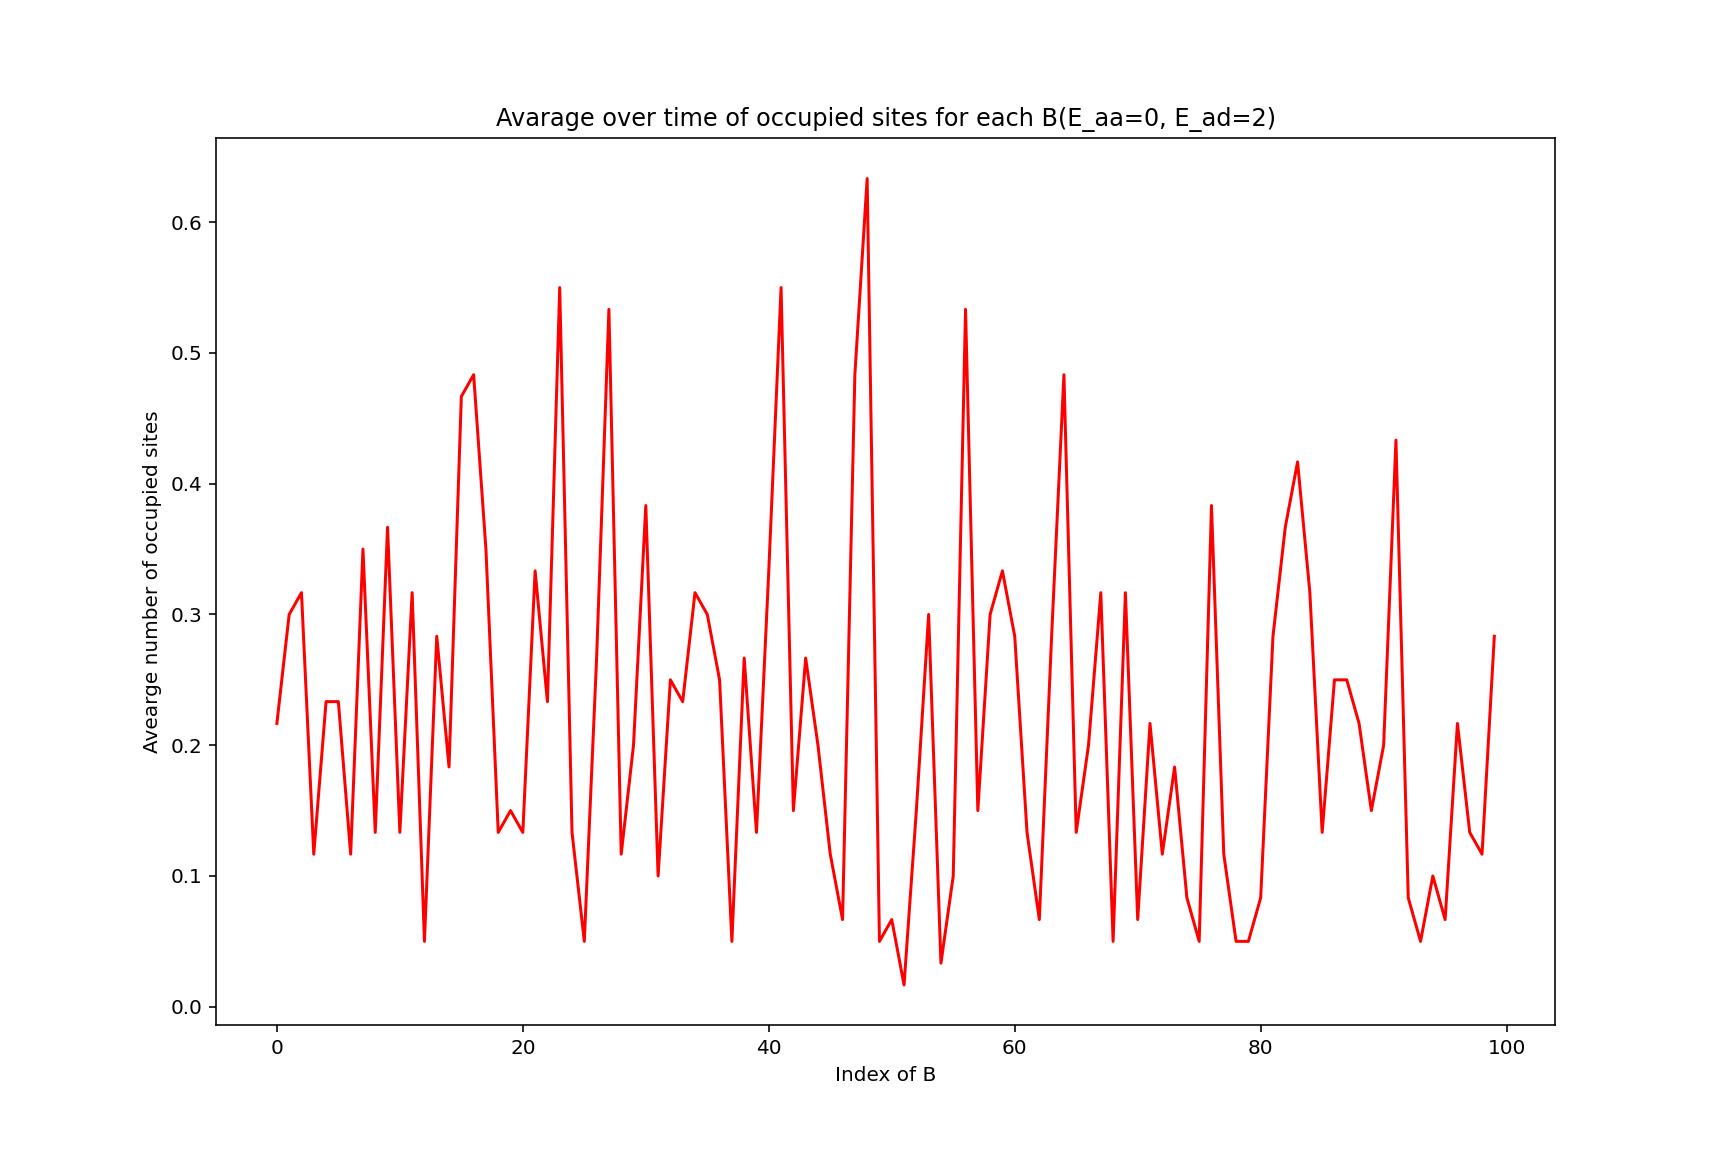 Avarage over time of occupied sites for each B(E_aa=0, E_ad=2)
Avearge number of occupied sites
0.6
0.5
0.4
0.3
0.2
0.1
0.0
0 20 40 60 80 100
Index of B